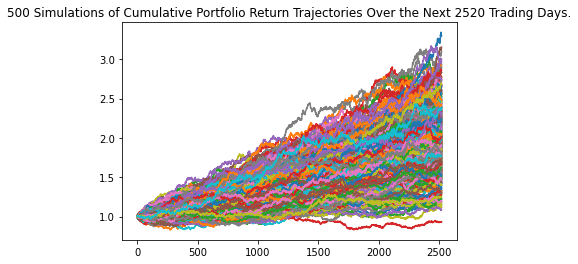 500 Simulations of Cumulative Portfolio Return Trajectories Over the Next 2520 Trading Days.
3.0
2.5
2.0
1.5
1.0
0 500 1000 1500 2000 2500